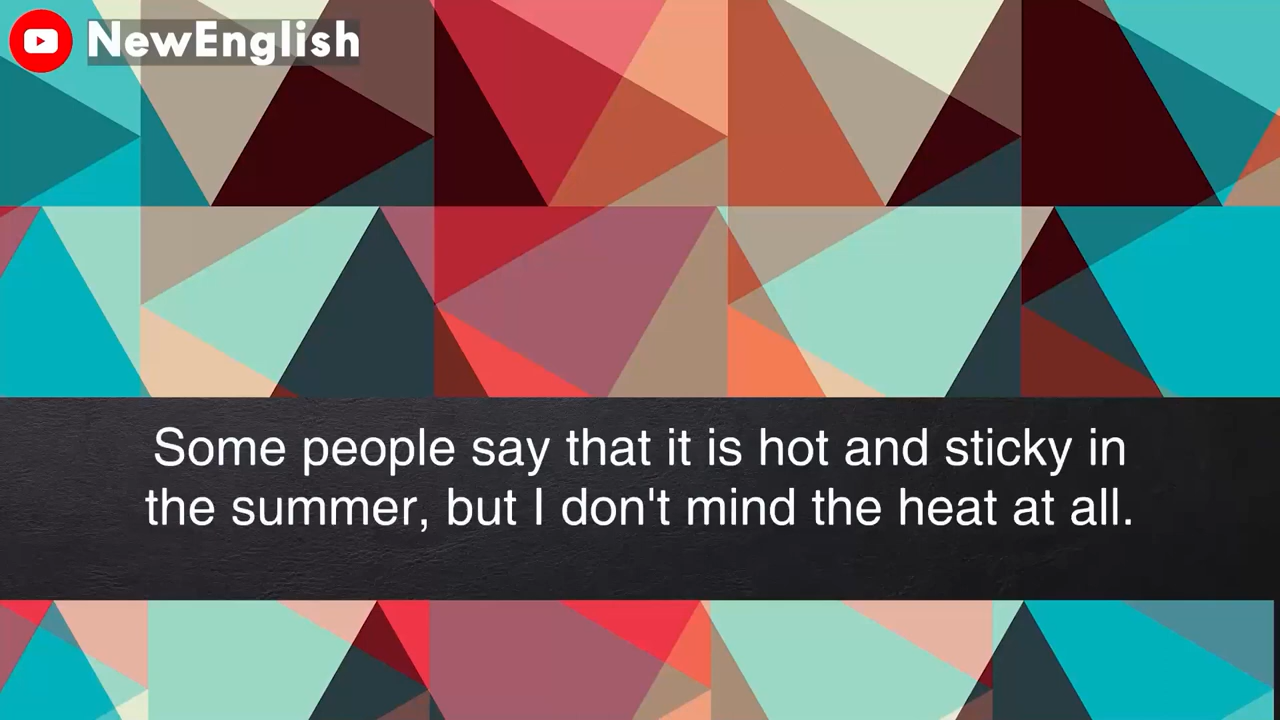 NewEnglish
Some people say that it is hot and sticky in
the summer, but I don't mind the heat at all.